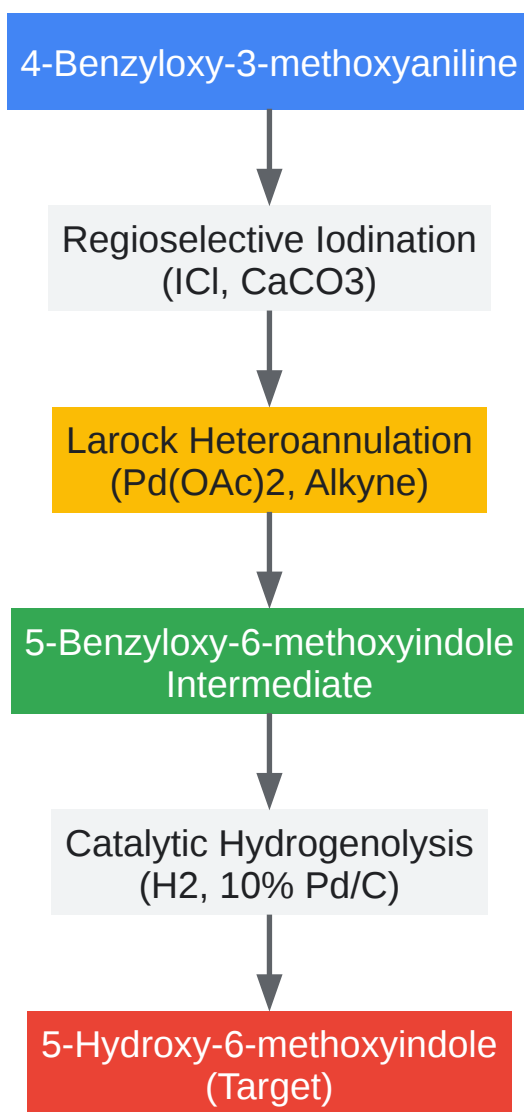 4-Benzyloxy-3-methoxyaniline
Regioselective Iodination
(ICl, CaCO3)
Larock Heteroannulation
(Pd(OAc)2, Alkyne)
5-Benzyloxy-6-methoxyindole
Intermediate
Catalytic Hydrogenolysis
(H2, 10% Pd/C)
5-Hydroxy-6-methoxyindole
(Target)